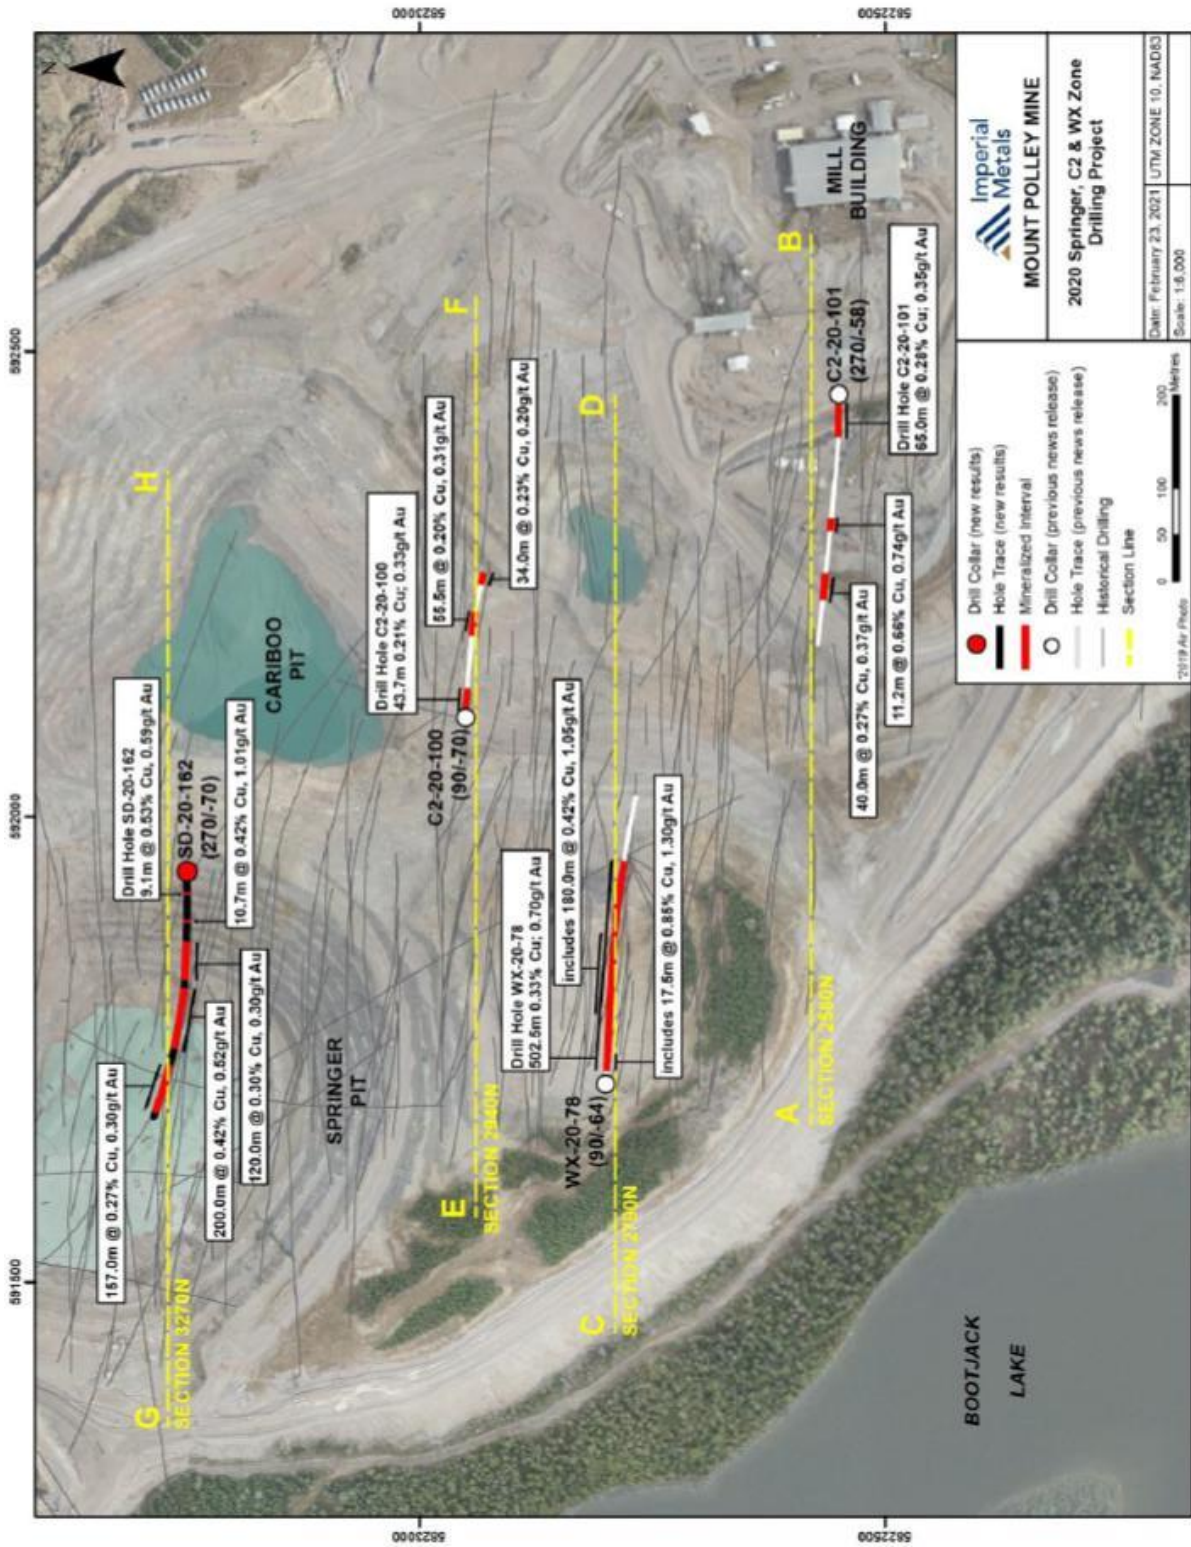 592500
592000
591500
5823000
5822500
5823000
5822500
N
H
G
SECTION 3270N
CARIBOO
PIT
SPRINGER
PIT
Drill Hole SD-20-162
9.1m @ 0.53% Cu, 0.59g/t Au
SD-20-162
(270/-70)
10.7m @ 0.42% Cu, 1.01g/t Au
120.0m @ 0.30% Cu, 0.30g/t Au
200.0m @ 0.42% Cu, 0.52g/t Au
157.0m @ 0.27% Cu, 0.30g/t Au
F
E
SECTION 2940N
Drill Hole C2-20-100
43.7m 0.21% Cu; 0.33g/t Au
C2-20-100
(90/-70)
55.5m @ 0.20% Cu, 0.31g/t Au
34.0m @ 0.23% Cu, 0.20g/t Au
D
C
SECTION 2790N
Drill Hole WX-20-78
502.5m 0.33% Cu; 0.70g/t Au
WX-20-78
(90/-64)
includes 180.0m @ 0.42% Cu, 1.05g/t Au
includes 17.5m @ 0.85% Cu, 1.30g/t Au
B
A
SECTION 2580N
MILL
BUILDING
C2-20-101
(270/-58)
Drill Hole C2-20-101
65.0m @ 0.28% Cu; 0.35g/t Au
11.2m @ 0.66% Cu, 0.74g/t Au
40.0m @ 0.27% Cu, 0.37g/t Au
BOOTJACK
LAKE
Drill Collar (new results)
Hole Trace (new results)
Mineralized Interval
Drill Collar (previous news release)
Hole Trace (previous news release)
Historical Drilling
Section Line
0 50 100 200
Metres
*2019 Air Photo
Imperial
Metals
MOUNT POLLEY MINE
2020 Springer, C2 & WX Zone
Drilling Project
Date: February 23, 2021
UTM ZONE 10, NAD83
Scale: 1:6,000